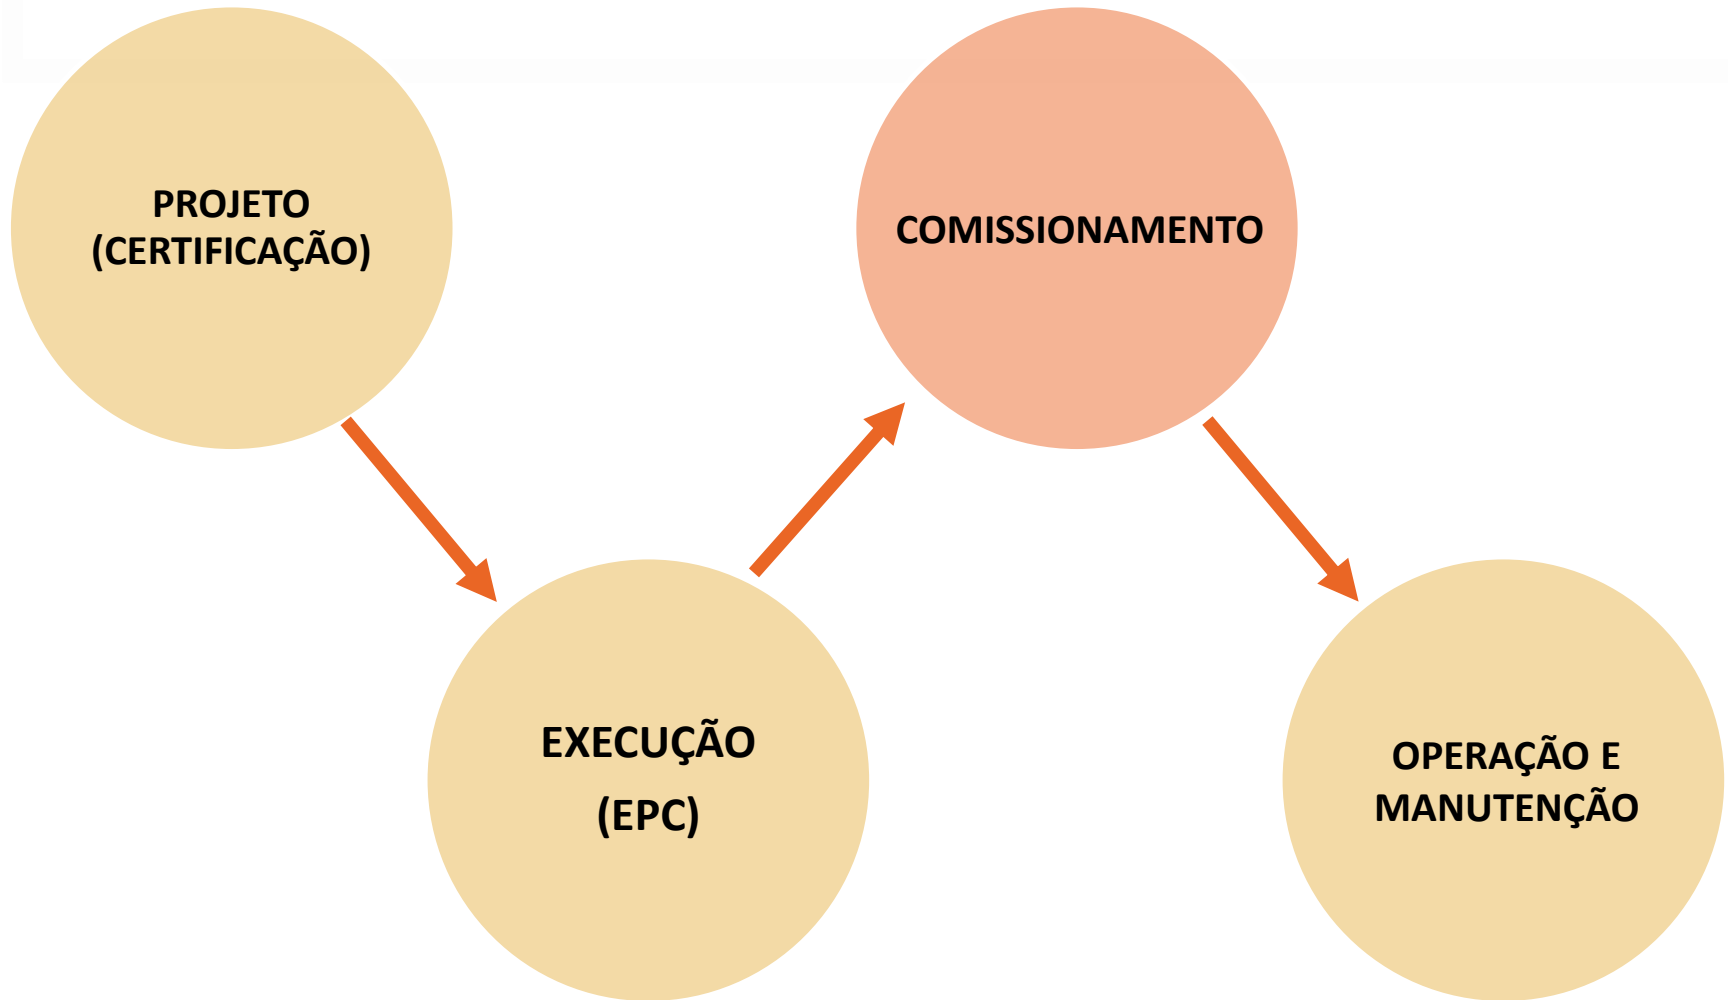 PROJETO
(CERTIFICAÇÃO)
EXECUÇÃO
(EPC)
COMISSIONAMENTO
OPERAÇÃO E
MANUTENÇÃO